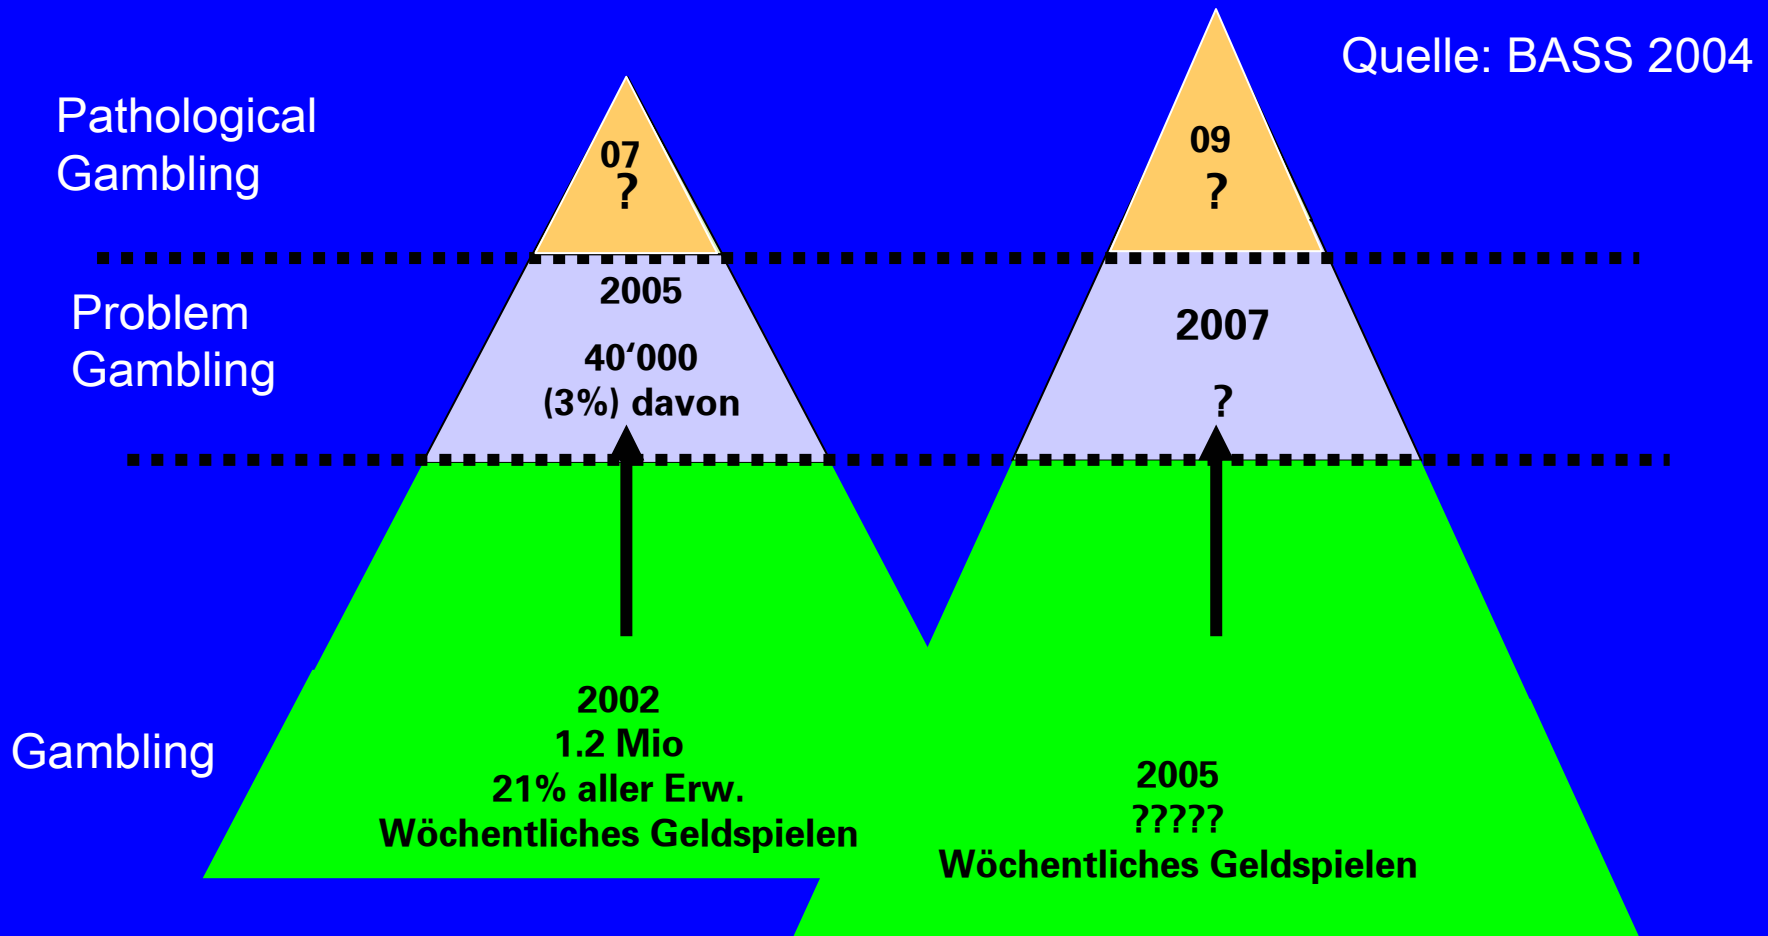 Quelle: BASS 2004
Pathological
Gambling
07
?
09
?
Problem
Gambling
2005
40‘000
(3%) davon
2007
?
Gambling
2002
1.2 Mio
21% aller Erw.
Wöchentliches Geldspielen
2005
?????
Wöchentliches Geldspielen